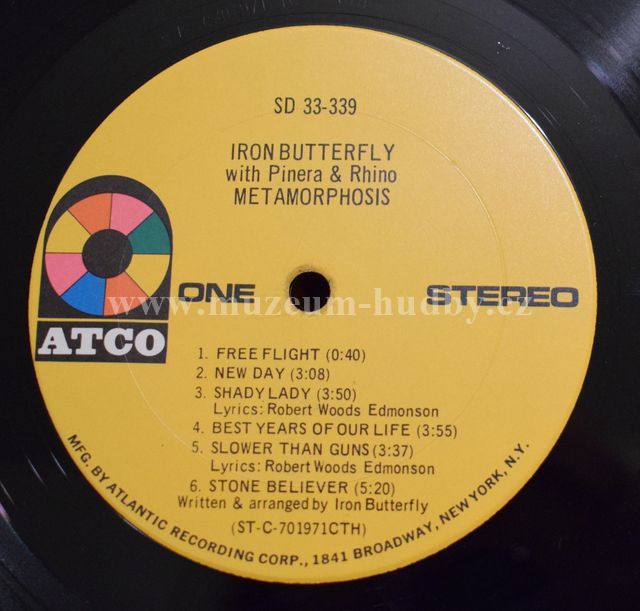 SD 33-339
IRON BUTTERFLY
with Pinera & Rhino
METAMORPHOSIS
ATCO
ONE
STEREO
www.muzeum-hudby.cz
1. FREE FLIGHT (0:40)
2. NEW DAY (3:08)
3. SHADY LADY (3:50)
Lyrics: Robert Woods Edmonson
4. BEST YEARS OF OUR LIFE (3:55)
5. SLOWER THAN GUNS (3:37)
Lyrics: Robert Woods Edmonson
6. STONE BELIEVER (5:20)
Written & arranged by Iron Butterfly
(ST-C-701971CTH)
MFG. BY ATLANTIC RECORDING CORP., 1841 BROADWAY, NEW YORK, N.Y.